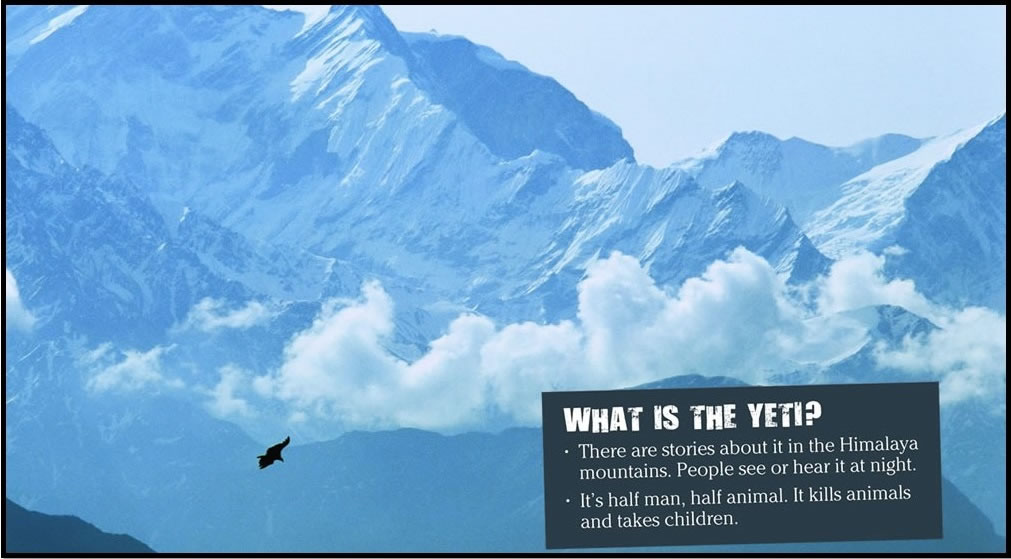 WHAT IS THE YETI?
• There are stories about it in the Himalaya
mountains. People see or hear it at night.
• It's half man, half animal. It kills animals
and takes children.